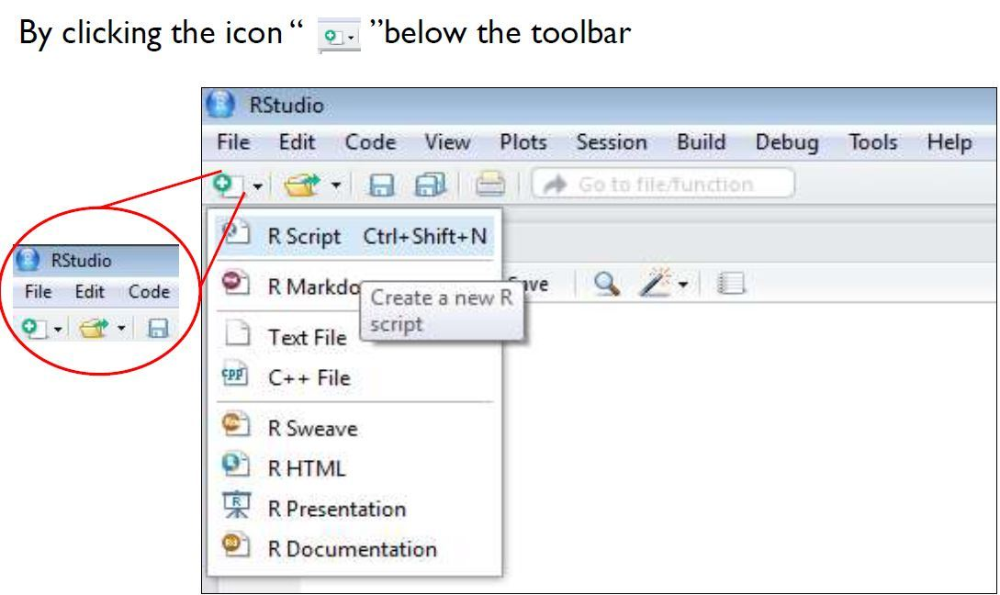 By clicking the icon “ ”below the toolbar
RStudio
File Edit Code View Plots Session Build Debug Tools Help
Go to file/function
R Script Ctrl+Shift+N
R Markdo
Create a new R
script
Text File
C++ File
R Sweave
R HTML
R Presentation
R Documentation
RStudio
File Edit Code